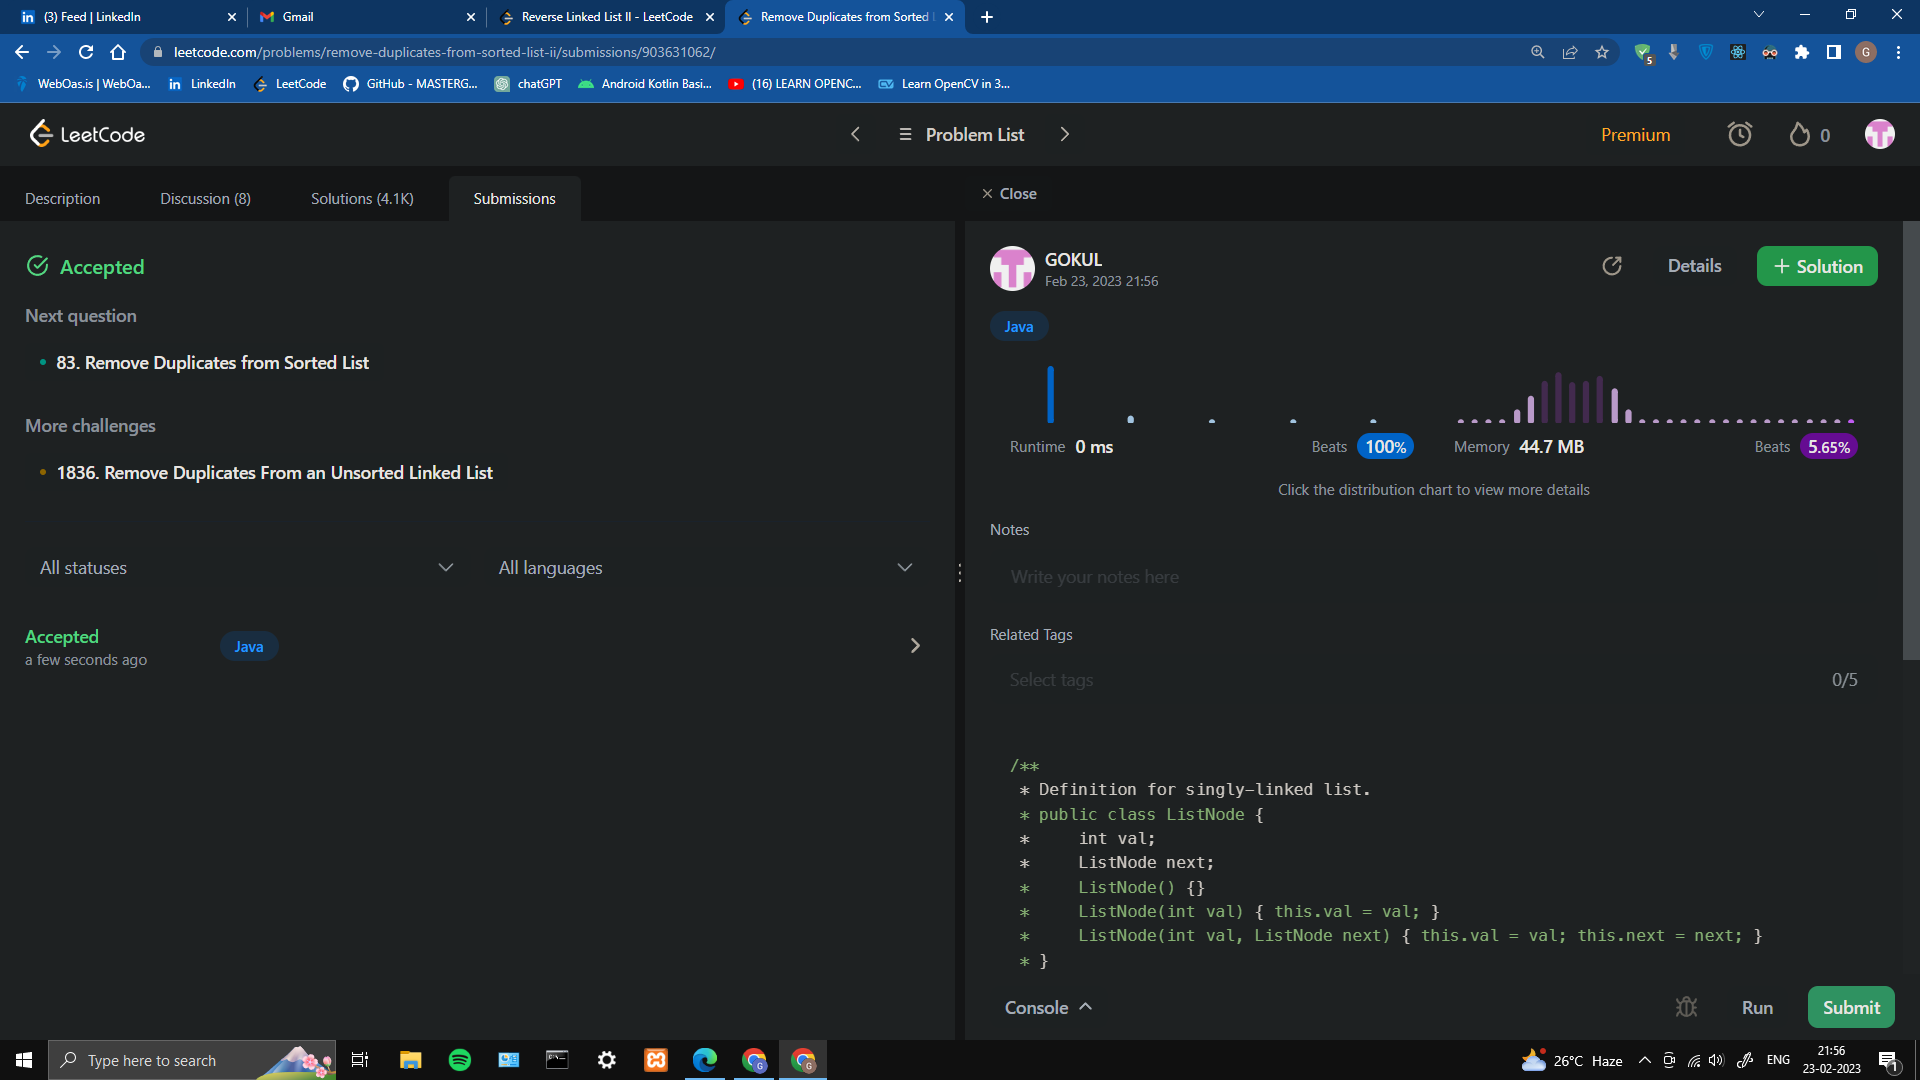 (3) Feed | LinkedIn
Gmail
Reverse Linked List II - LeetCode
Remove Duplicates from Sorted
leetcode.com/problems/remove-duplicates-from-sorted-list-ii/submissions/903631062/
5
G
WebOas.is | WebOa...
LinkedIn
LeetCode
GitHub - MASTERG...
chatGPT
Android Kotlin Basi...
(16) LEARN OPENC...
Learn OpenCV in 3...
LeetCode
Problem List
Premium
0
Description
Discussion (8)
Solutions (4.1K)
Submissions
Close
Accepted
Next question
• 83. Remove Duplicates from Sorted List
More challenges
• 1836. Remove Duplicates From an Unsorted Linked List
All statuses
All languages
Accepted
a few seconds ago
Java
GOKUL
Feb 23, 2023 21:56
Details
+ Solution
Java
Runtime 0 ms
Beats 100%
Memory 44.7 MB
Beats 5.65%
Click the distribution chart to view more details
Notes
Write your notes here
Related Tags
Select tags
0/5
/**
* Definition for singly-linked list.
* public class ListNode {
*     int val;
*     ListNode next;
*     ListNode() {}
*     ListNode(int val) { this.val = val; }
*     ListNode(int val, ListNode next) { this.val = val; this.next = next; }
* }
Console
Run
Submit
Type here to search
G
G
26°C Haze
ENG
21:56
23-02-2023
1